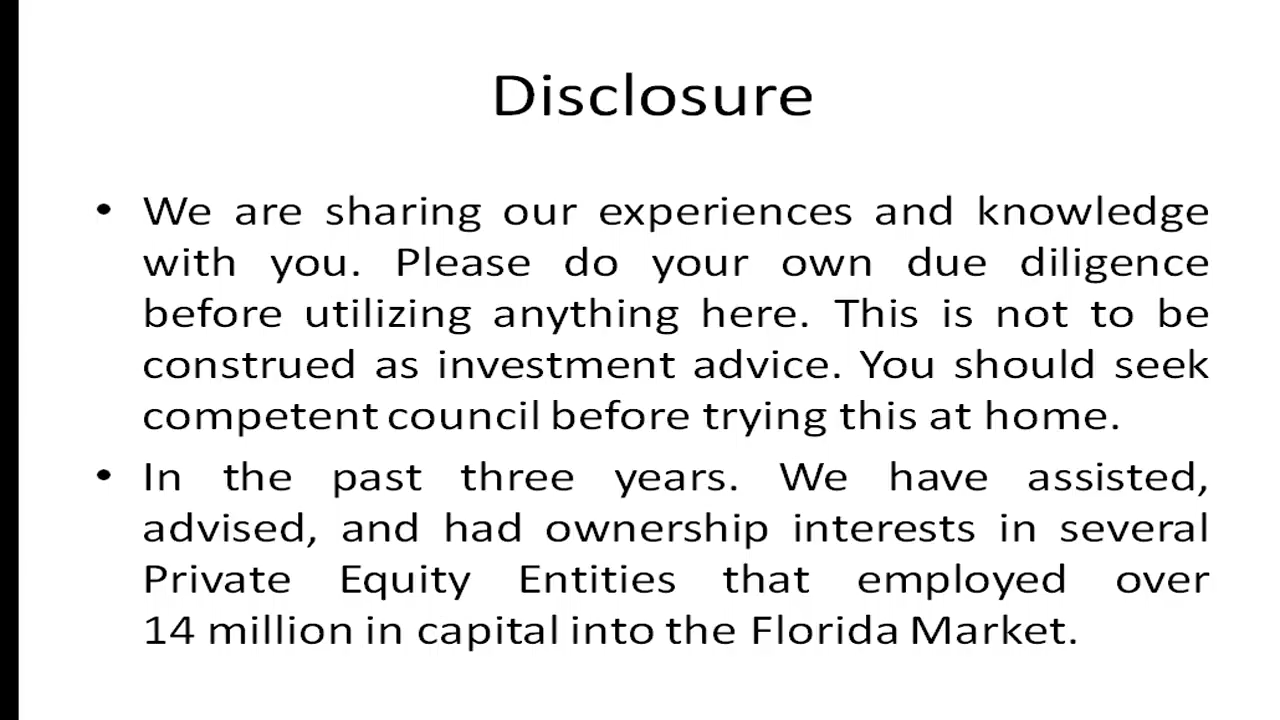 Disclosure
• We are sharing our experiences and knowledge
with you. Please do your own due diligence
before utilizing anything here. This is not to be
construed as investment advice. You should seek
competent council before trying this at home.
• In the past three years. We have assisted,
advised, and had ownership interests in several
Private Equity Entities that employed over
14 million in capital into the Florida Market.